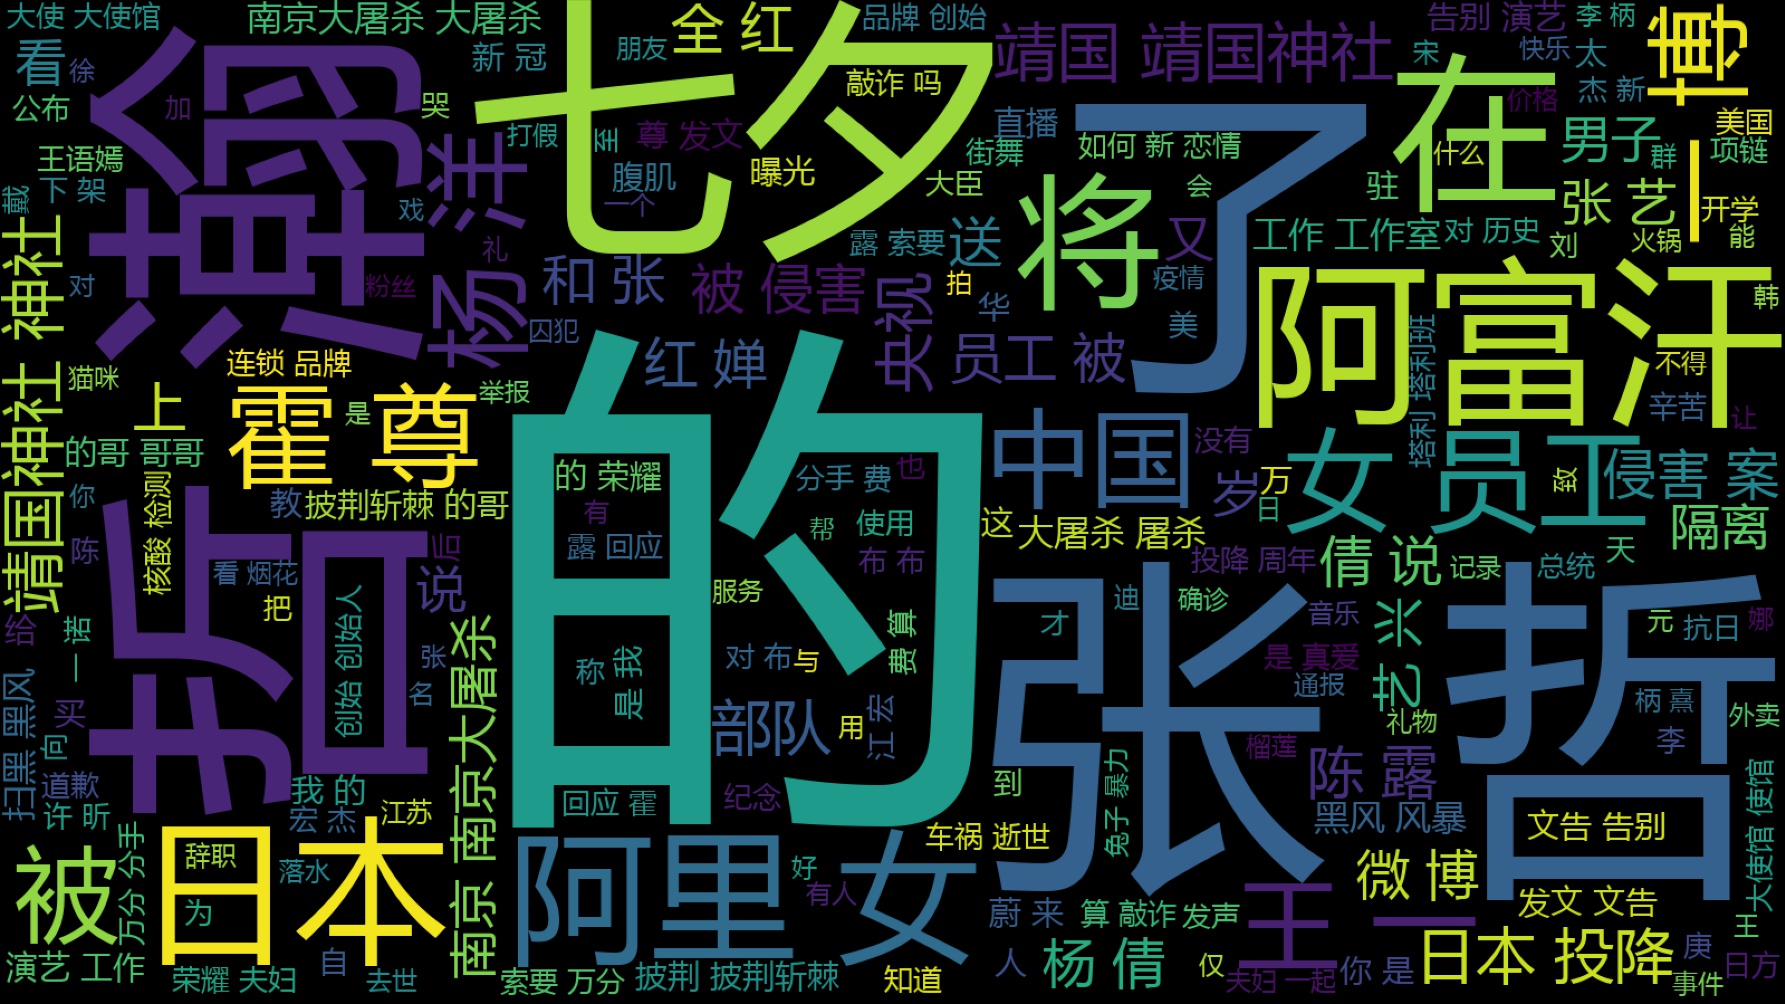 大使 大使馆
南京大屠杀 大屠杀
七夕
全 红
品牌 创始
告别 演艺
李 柄
博
看
徐
新 冠
朋友
敲诈 吗
靖国 靖国神社
宋
快乐
太
杰 新
公布
加
哭
打假
至
尊 发文
直播
了
在
价格
美国
王语嫣
瀚
洋
腹肌
曝光
街舞
如何 新 恋情
什么
男子
群
一
项链
戴
下 架
戏
一个
大臣
将
会
驻
张 艺
开学
靖国神社 神社
礼
露 索要
送
又
工作 工作室
对 历史
刘
火锅
能
对
粉丝
杨
和 张
被 侵害
央视
拍
华
疫情
阿富汗
韩
囚犯
美
塔利 塔利班
连锁 品牌
红 婵
员工 被
不得
猫咪
上
霍 尊
是
举报
的
辛苦
让
的哥 哥哥
中国
没有
女 员工
侵害 案
你
核酸 检测
教
披荆斩棘 的哥
的 荣耀
分手 费
也
岁
万
日
致
陈
哲
后
说
有
露 回应
帮
使用
布 布
这
大屠杀 屠杀
隔离
看 烟花
把
服务
投降 周年
倩 说
记录
总统
天
给
一 诺
创始 创始人
南京 南京大屠杀
张
费 算
才
张
迪
确诊
音乐
艺 兴
折
元
抗日
娜
张
名
称
是 我
对 布
与
是 真爱
通报
柄 熹
扫黑 黑风
买
向
部队
用
江 宏
礼物
李
外卖
道歉
我 的
榴莲
陈 露
许 昕
宏 杰
江苏
回应 霍
纪念
到
兔子 暴力
黑风 风暴
文告 告别
大使馆 使馆
被
万分 分手
日本
辞职
落水
阿里
女
车祸 逝世
好
微 博
为
有人
蔚 来
算 敲诈
发声
王 一
发文 文告
王
演艺 工作
荣耀 夫妇
自
去世
索要 万分
披荆 披荆斩棘
知道
人
杨 倩
仅
夫妇 一起
你 是
日本 投降
庚
事件
日方